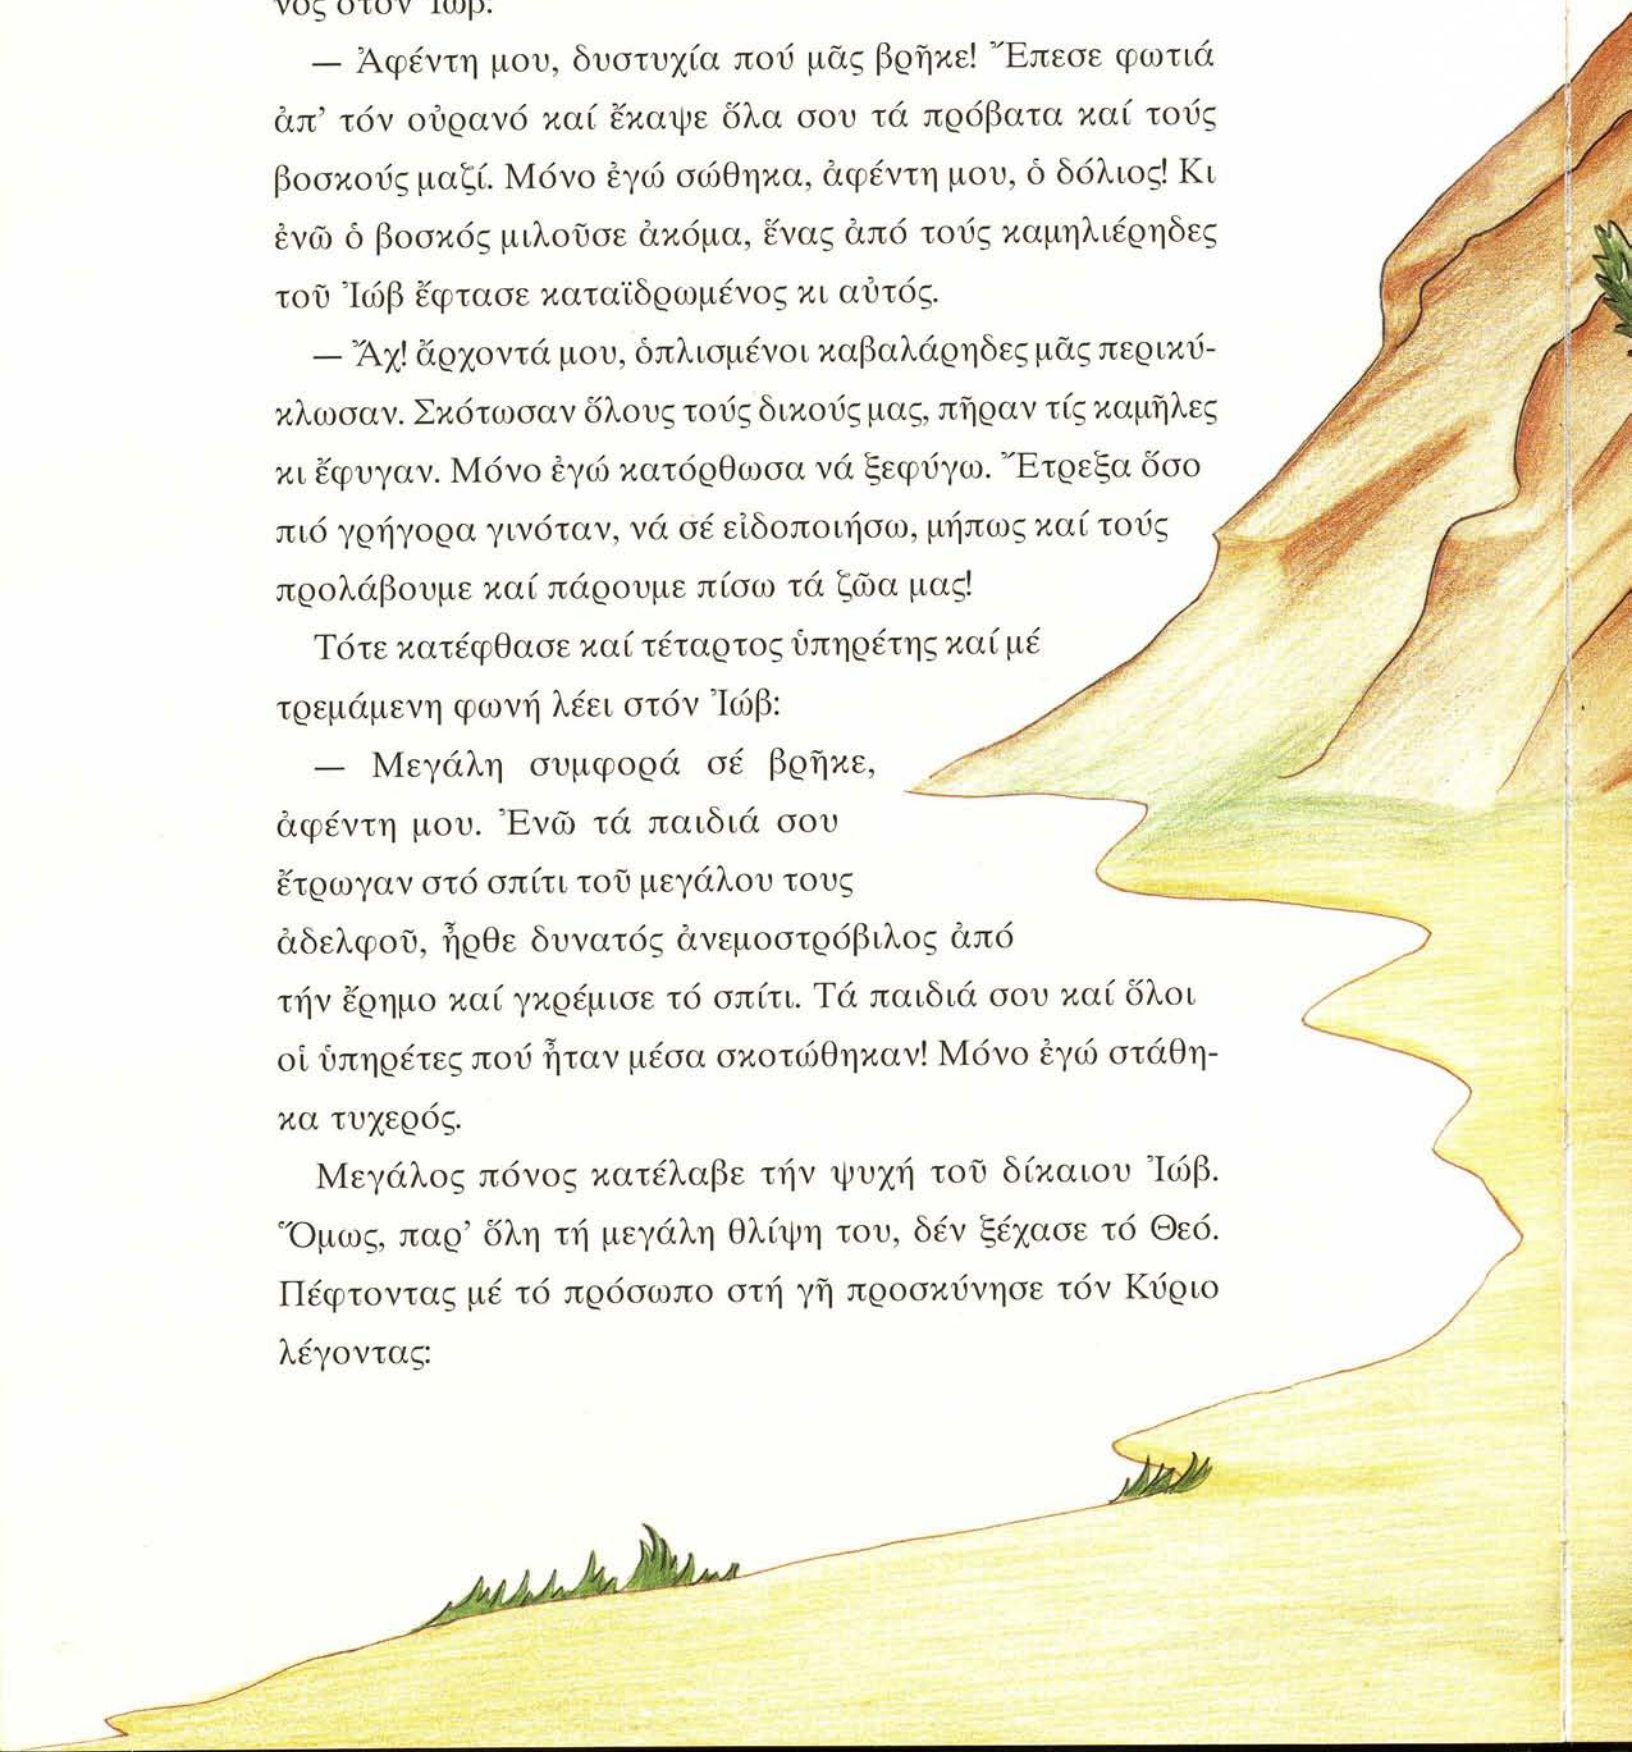 νος στόν Ἰώβ:
— Ἀφέντη μου, δυστυχία πού μᾶς βρῆκε! Ἔπεσε φωτιά
ἀπ’ τόν οὐρανό καί ἔκαψε ὅλα σου τά πρόβατα καί τούς
βοσκούς μαζί. Μόνο ἐγώ σώθηκα, ἀφέντη μου, ὁ δόλιος! Κι
ἐνῶ ὁ βοσκός μιλοῦσε ἀκόμα, ἕνας ἀπό τούς καμηλιέρηδες
τοῦ Ἰώβ ἔφτασε καταϊδρωμένος κι αὐτός.
— Ἄχ! ἄρχοντά μου, ὁπλισμένοι καβαλάρηδες μᾶς περικύ-
κλωσαν. Σκότωσαν ὅλους τούς δικούς μας, πῆραν τίς καμῆλες
κι ἔφυγαν. Μόνο ἐγώ κατόρθωσα νά ξεφύγω. Ἔτρεξα ὅσο
πιό γρήγορα γινόταν, νά σέ εἰδοποιήσω, μήπως καί τούς
προλάβουμε καί πάρουμε πίσω τά ζῶα μας!
Τότε κατέφθασε καί τέταρτος ὑπηρέτης καί μέ
τρεμάμενη φωνή λέει στόν Ἰώβ:
— Μεγάλη συμφορά σέ βρῆκε,
ἀφέντη μου. Ἐνῶ τά παιδιά σου
ἔτρωγαν στό σπίτι τοῦ μεγάλου τους
ἀδελφοῦ, ἦρθε δυνατός ἀνεμοστρόβιλος ἀπό
τήν ἔρημο καί γκρέμισε τό σπίτι. Τά παιδιά σου καί ὅλοι
οἱ ὑπηρέτες πού ἦταν μέσα σκοτώθηκαν! Μόνο ἐγώ στάθη-
κα τυχερός.
Μεγάλος πόνος κατέλαβε τήν ψυχή τοῦ δίκαιου Ἰώβ.
Ὅμως, παρ’ ὅλη τή μεγάλη θλίψη του, δέν ξέχασε τό Θεό.
Πέφτοντας μέ τό πρόσωπο στή γῆ προσκύνησε τόν Κύριο
λέγοντας: